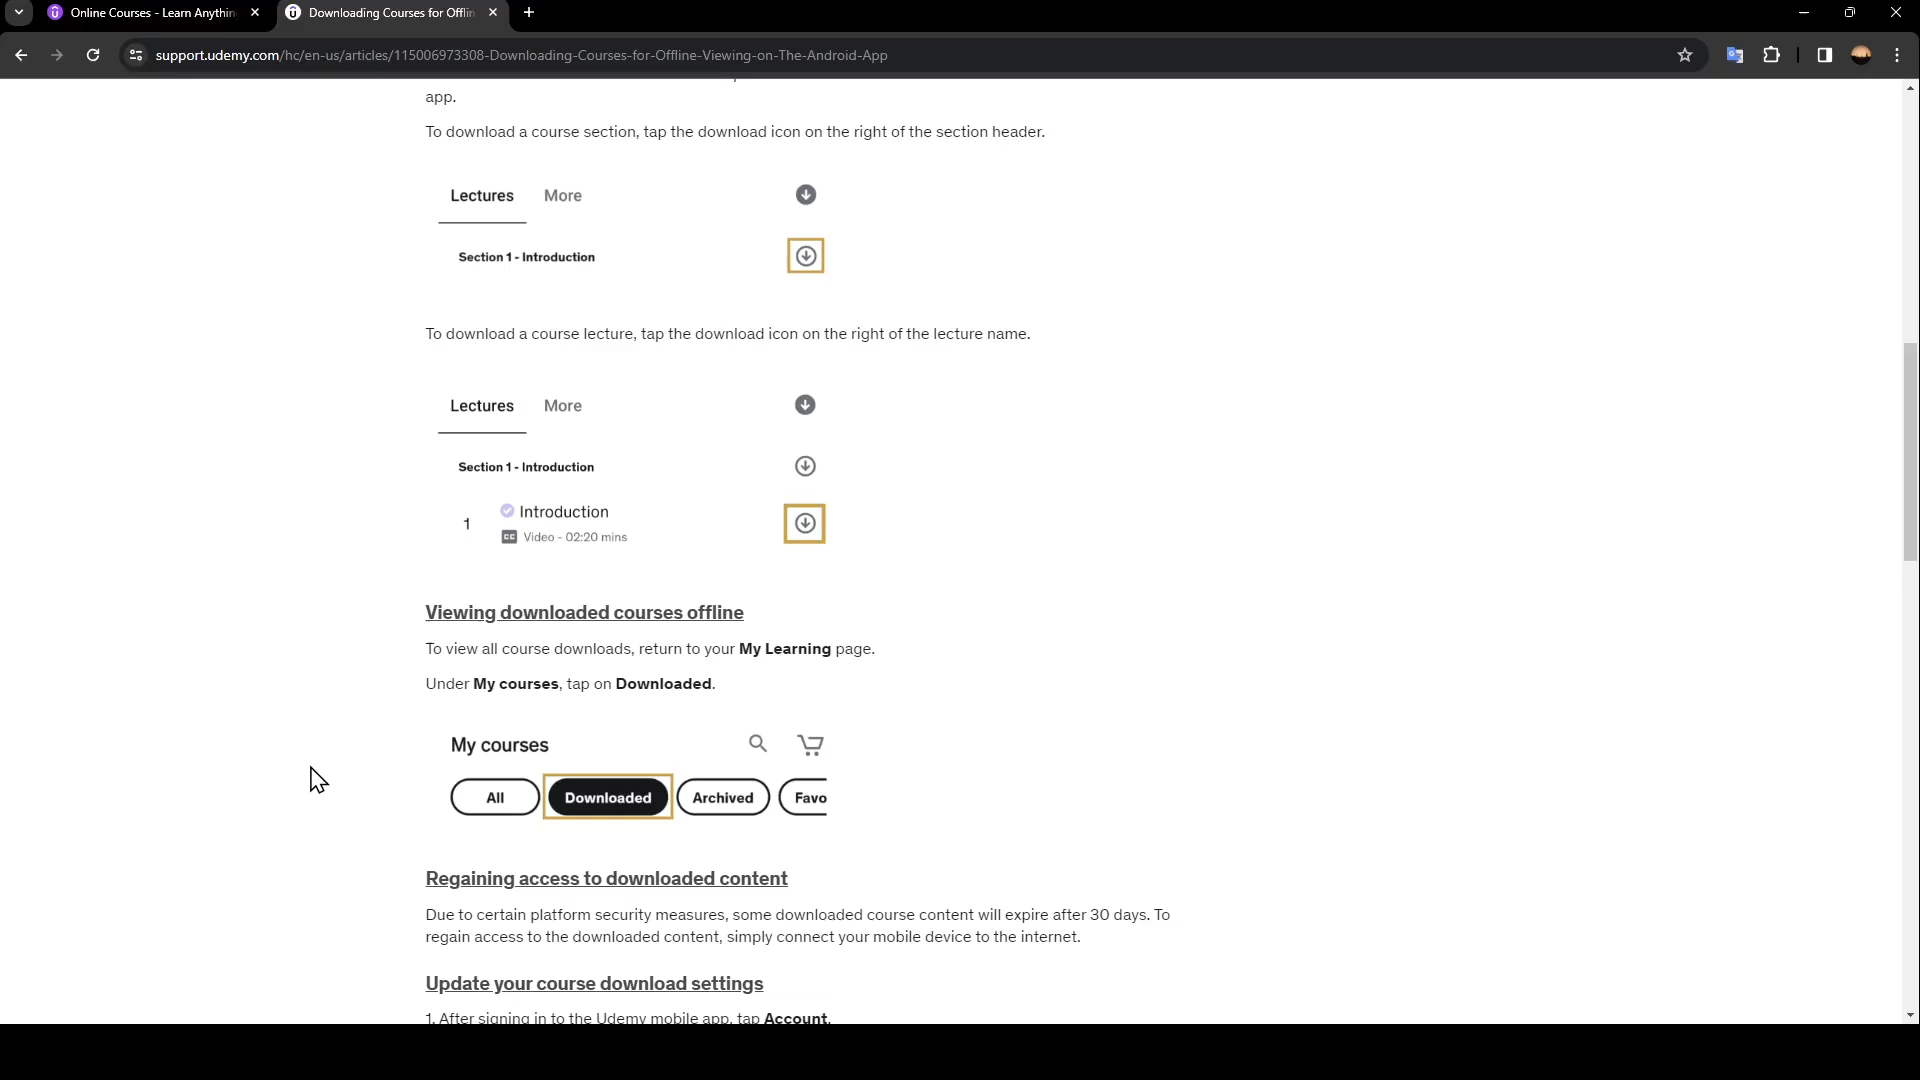 Online Courses - Learn Anythin
Downloading Courses for Offlin
support.udemy.com/hc/en-us/articles/115006973308-Downloading-Courses-for-Offline-Viewing-on-The-Android-App
app.
To download a course section, tap the download icon on the right of the section header.
Lectures More
Section 1 - Introduction
To download a course lecture, tap the download icon on the right of the lecture name.
Lectures More
Section 1 - Introduction
1 Introduction
CC Video - 02:20 mins
Viewing downloaded courses offline
To view all course downloads, return to your My Learning page.
Under My courses, tap on Downloaded.
My courses
All Downloaded Archived Favo
Regaining access to downloaded content
Due to certain platform security measures, some downloaded course content will expire after 30 days. To
regain access to the downloaded content, simply connect your mobile device to the internet.
Update your course download settings
1. After signing in to the Udemy mobile app, tap Account.